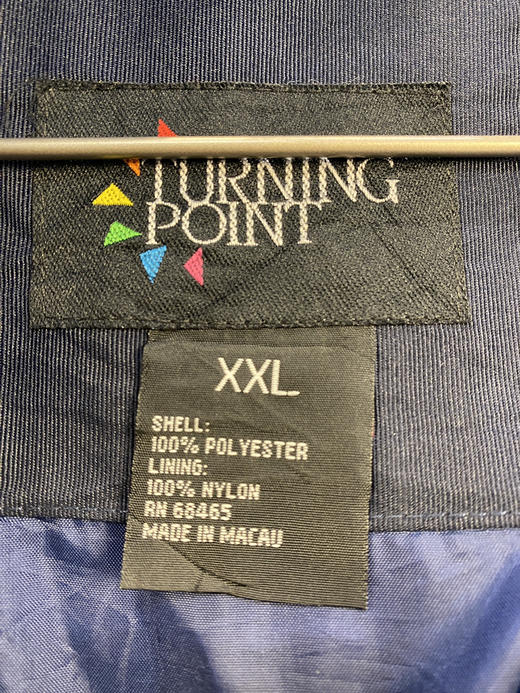 TURNING
POINT
XXL
SHELL:
100% POLYESTER
LINING:
100% NYLON
RN 68465
MADE IN MACAU